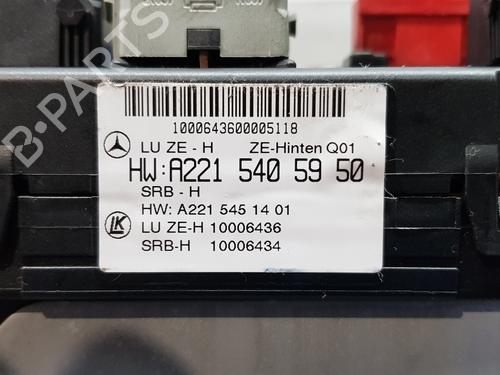 1000643600005118
LU ZE - H ZE-Hinten Q01
HW:A221 540 59 50
SRB - H
HW: A221 545 14 01
LK
LU ZE-H 10006436
SRB-H 10006434
B-PARTS